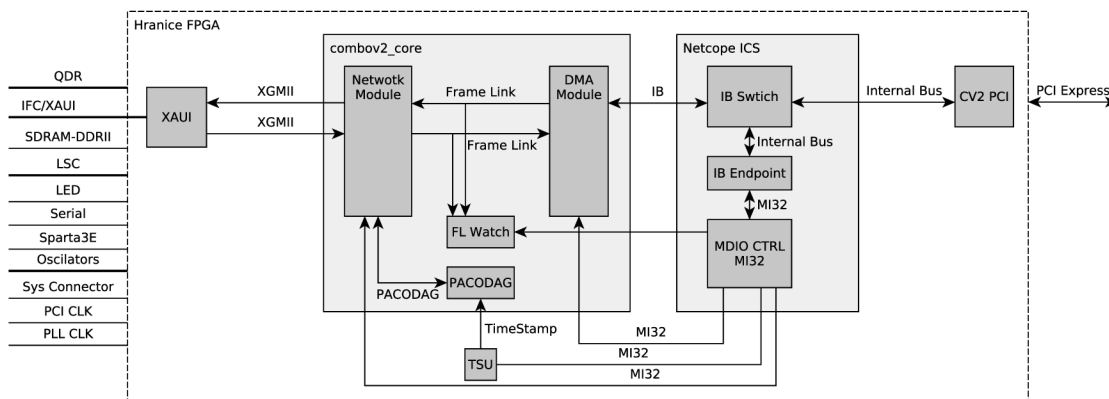 Hranice FPGA
combov2_core
Netcope ICS
QDR
IFC/XAUI
SDRAM-DDRII
LSC
LED
Serial
Sparta3E
Oscilators
Sys Connector
PCI CLK
PLL CLK
XAUI
XGMII
XGMII
Netwotk
Module
Frame Link
Frame Link
DMA
Module
FL Watch
PACODAG
PACODAG
TimeStamp
TSU
IB
IB Swtich
Internal Bus
IB Endpoint
MI32
MDIO CTRL
MI32
MI32
MI32
MI32
Internal Bus
CV2 PCI
PCI Express